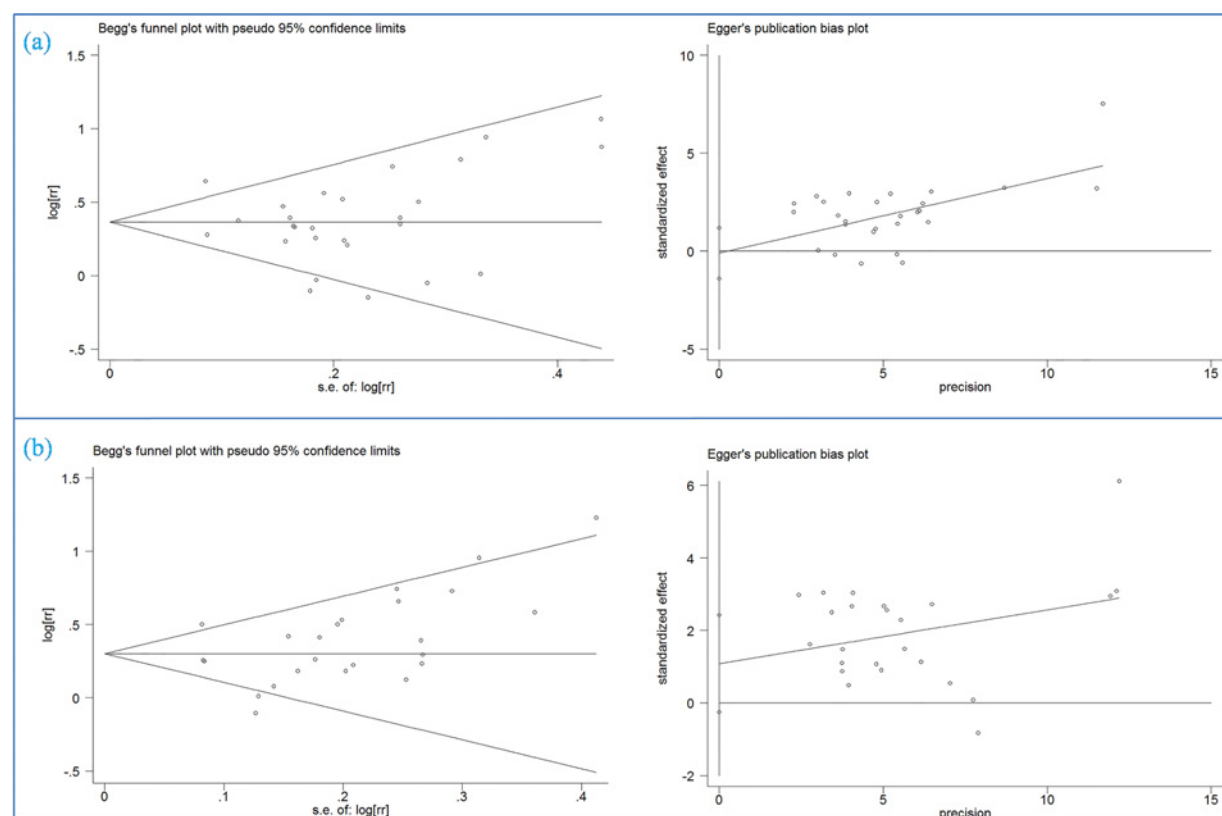 (a)
Begg's funnel plot with pseudo 95% confidence limits
1.5
1
.5
0
-.5
log[rr]
0
.2
.4
s.e. of: log[rr]
Egger's publication bias plot
10
5
0
-5
standardized effect
0
5
10
15
precision
(b)
Begg's funnel plot with pseudo 95% confidence limits
1.5
1
.5
0
-.5
log[rr]
0
.1
.2
.3
.4
s.e. of: log[rr]
Egger's publication bias plot
6
4
2
0
-2
standardized effect
0
5
10
15
precision